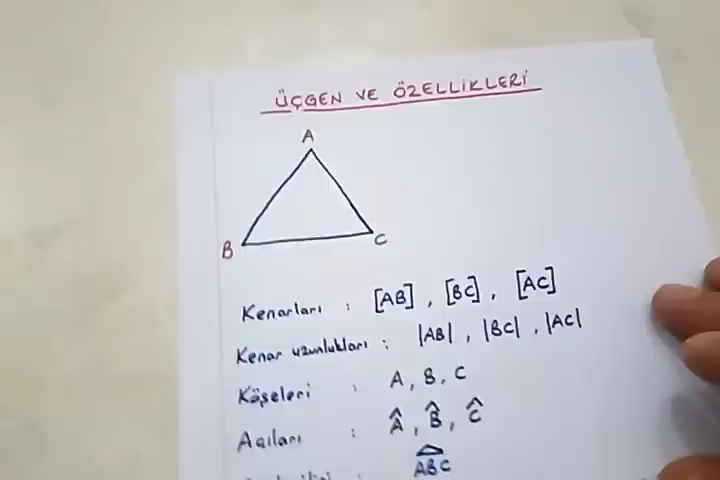 ÜÇGEN VE ÖZELLİKLERİ
A
B
C
Kenarları : [AB] , [BC] , [AC]
Kenar uzunlukları : |AB| , |BC| , |AC|
Köşeleri : A, B, C
Açıları : Â , B̂ , Ĉ
: ABC